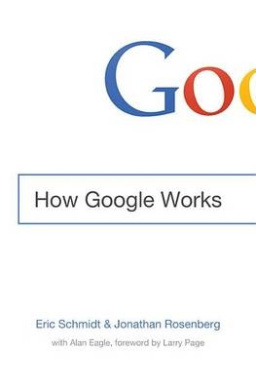 Goo
How Google Works
Eric Schmidt & Jonathan Rosenberg
with Alan Eagle, foreword by Larry Page